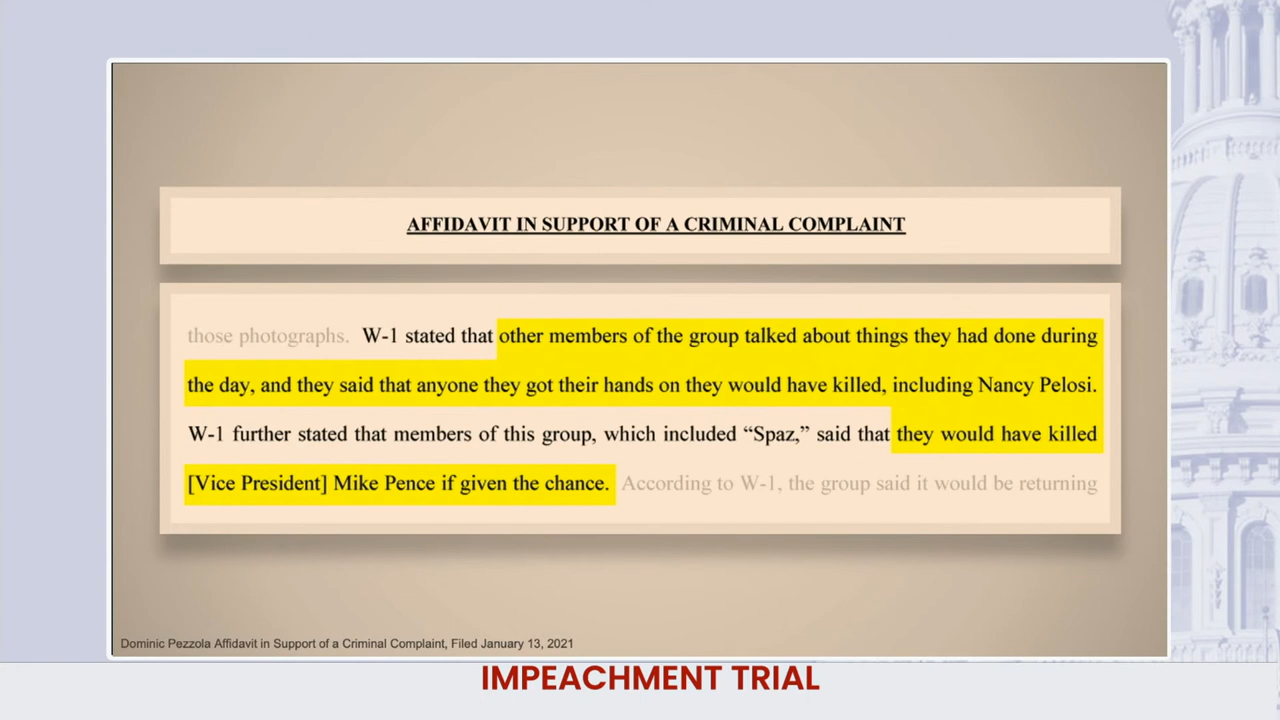 AFFIDAVIT IN SUPPORT OF A CRIMINAL COMPLAINT
those photographs. W-1 stated that other members of the group talked about things they had done during
the day, and they said that anyone they got their hands on they would have killed, including Nancy Pelosi.
W-1 further stated that members of this group, which included “Spaz,” said that they would have killed
[Vice President] Mike Pence if given the chance. According to W-1, the group said it would be returning
Dominic Pezzola Affidavit in Support of a Criminal Complaint, Filed January 13, 2021
IMPEACHMENT TRIAL